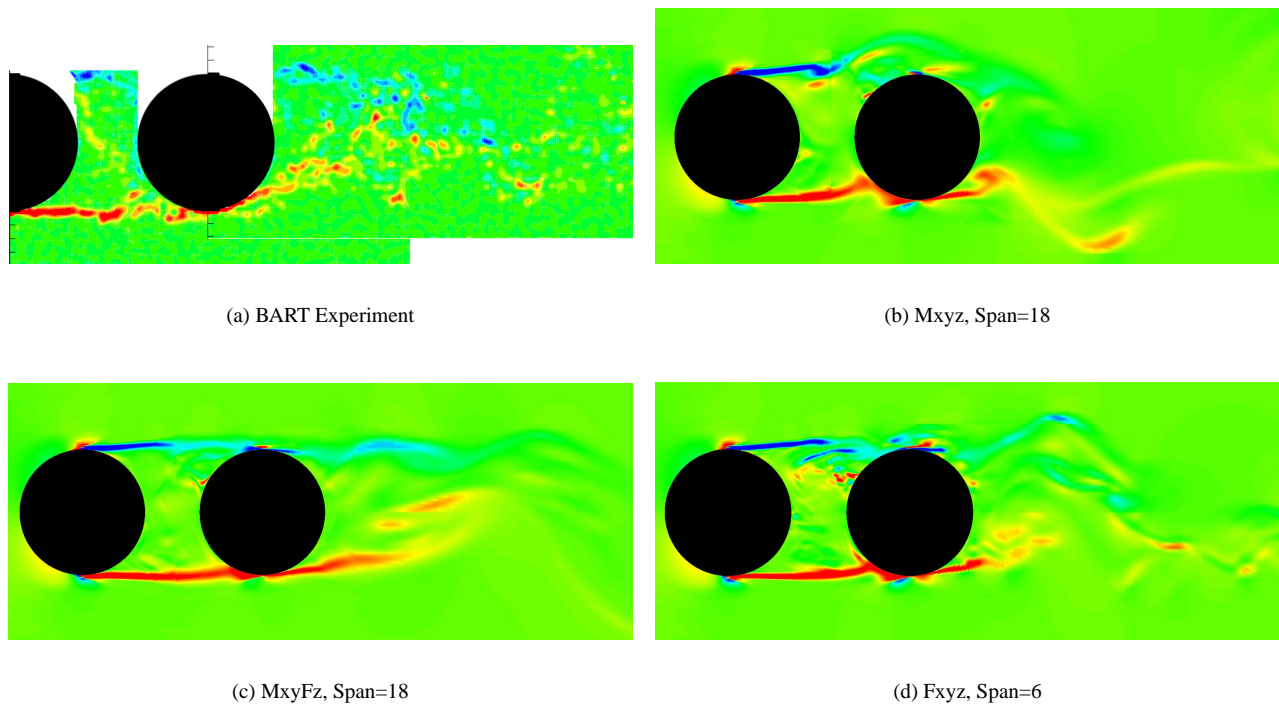 (a) BART Experiment
(b) Mxyz, Span=18
(c) MxyFz, Span=18
(d) Fxyz, Span=6